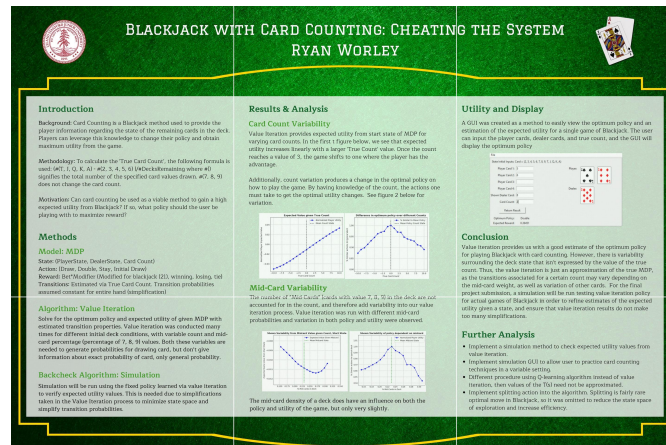 BLACKJACK WITH CARD COUNTING: CHEATING THE SYSTEM
RYAN WORLEY
Introduction
Background: Card Counting is a Blackjack method used to provide the
player information regarding the state of the remaining cards in the deck.
Players can leverage this knowledge to change their policy and obtain
maximum utility from the game.
Methodology: To calculate the 'True Card Count', the following formula is
used: (#(T, J, Q, K, A) - #(2, 3, 4, 5, 6) )/#DecksRemaining where #()
signifies the total number of the specified card values drawn. #(7, 8, 9)
does not change the card count.
Motivation: Can card counting be used as a viable method to gain a high
expected utility from Blackjack? If so, what policy should the user be
playing with to maximize reward?
Methods
Model: MDP
State: (PlayerState, DealerState, CardCount)
Action: (Draw, Double, Stay, Initial Draw)
Reward: Bet*Modifier (Modified for blackjack (21), winning, losing, tie)
Transitions: Estimated via True Card Count. Transition probabilities
assumed constant for entire hand (simplification)
Algorithm: Value Iteration
Solve for the optimum policy and expected utility of given MDP with
estimated transition properties. Value Iteration was conducted many
times for different initial deck conditions, with variable count and mid-
card percentage (percentage of 7, 8, 9) values. Both these variables are
needed to generate probabilities for drawing card, but don't give
information about exact probability of card, only general probability.
Backcheck Algorithm: Simulation
Simulation will be run using the fixed policy learned via value iteration
to verify expected utility values. This is needed due to simplifications
taken in the Value Iteration process to minimize state space and
simplify transition probabilities.
Results & Analysis
Card Count Variability
Value Iteration provides expected utility from start state of MDP for
varying card counts. In the first t figure below, we see that expected
utility increases linearly with a larger 'True Count' value. Once the count
reaches a value of 3, the game shifts to one where the player has the
advantage.
Additionally, count variation produces a change in the optimal policy on
how to play the game. By having knowledge of the count, the actions one
must take to get the optimal utility changes. See figure 2 below for
variation.
Mid-Card Variability
The number of 'Mid Cards' (cards with value 7, 8, 9) in the deck are not
accounted for in the count, and therefore add variability into our value
iteration process. Value iteration was run with different mid-card
probabilities and variation in both policy and utility were observed.
The mid-card density of a deck does have an influence on both the
policy and utility of the game, but only very slightly.
Utility and Display
A GUI was created as a method to easily view the optimum policy and an
estimation of the expected utility for a single game of Blackjack. The user
can input the player cards, dealer cards, and true count, and the GUI will
display the optimum policy
Conclusion
Value iteration provides us with a good estimate of the optimum policy
for playing Blackjack with card counting. However, there is variability
surrounding the deck state that isn't expressed by the value of the true
count. Thus, the value iteration is just an approximation of the true MDP,
as the transitions associated for a certain count may vary depending on
the mid-card weight, as well as variation of other cards. For the final
project submission, a simulation will be run testing value iteration policy
for actual games of Blackjack in order to refine estimates of the expected
utility given a state, and ensure that value iteration results do not make
too many simplifications.
Further Analysis
• Implement a simulation method to check expected utility values from
value iteration.
• Implement simulation GUI to allow user to practice card counting
techniques in a variable setting.
• Different procedure using Q-learning algorithm instead of value
iteration, then values of the T(s) need not be approximated.
• Implement splitting action into the algorithm. Splitting is fairly rare
optimal move in Blackjack, so it was omitted to reduce the state space
of exploration and increase efficiency.